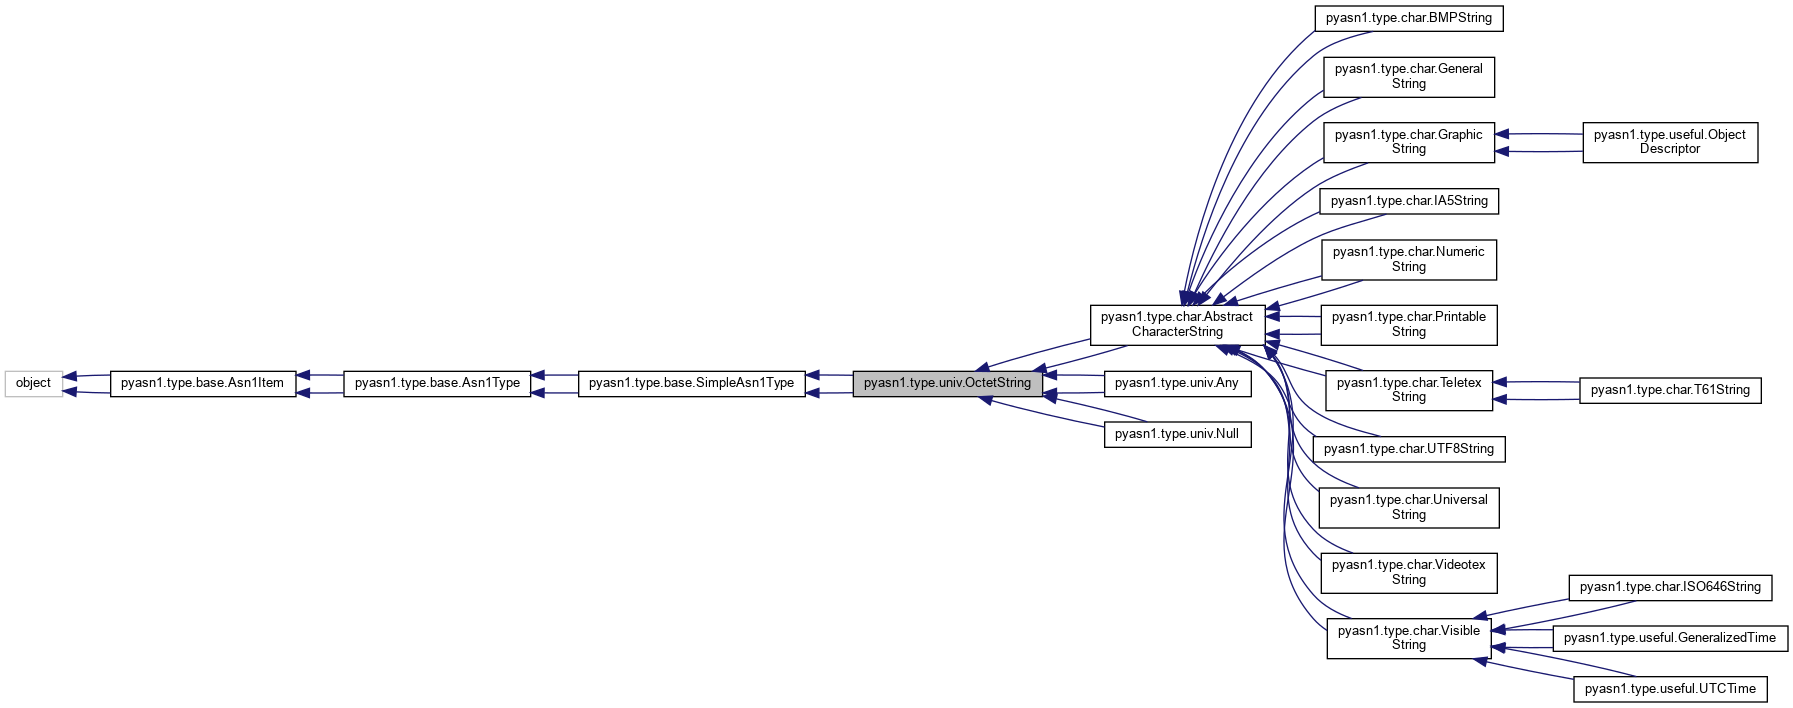 pyasn1.type.char.BMPString
pyasn1.type.char.General
String
pyasn1.type.char.Graphic
String
pyasn1.type.useful.Object
Descriptor
pyasn1.type.char.IA5String
pyasn1.type.char.Numeric
String
pyasn1.type.char.Abstract
CharacterString
pyasn1.type.char.Printable
String
object
pyasn1.type.base.Asn1Item
pyasn1.type.base.Asn1Type
pyasn1.type.base.SimpleAsn1Type
pyasn1.type.univ.OctetString
pyasn1.type.univ.Any
pyasn1.type.char.Teletex
String
pyasn1.type.char.T61String
pyasn1.type.univ.Null
pyasn1.type.char.UTF8String
pyasn1.type.char.Universal
String
pyasn1.type.char.Videotex
String
pyasn1.type.char.ISO646String
pyasn1.type.char.Visible
String
pyasn1.type.useful.GeneralizedTime
pyasn1.type.useful.UTCTime